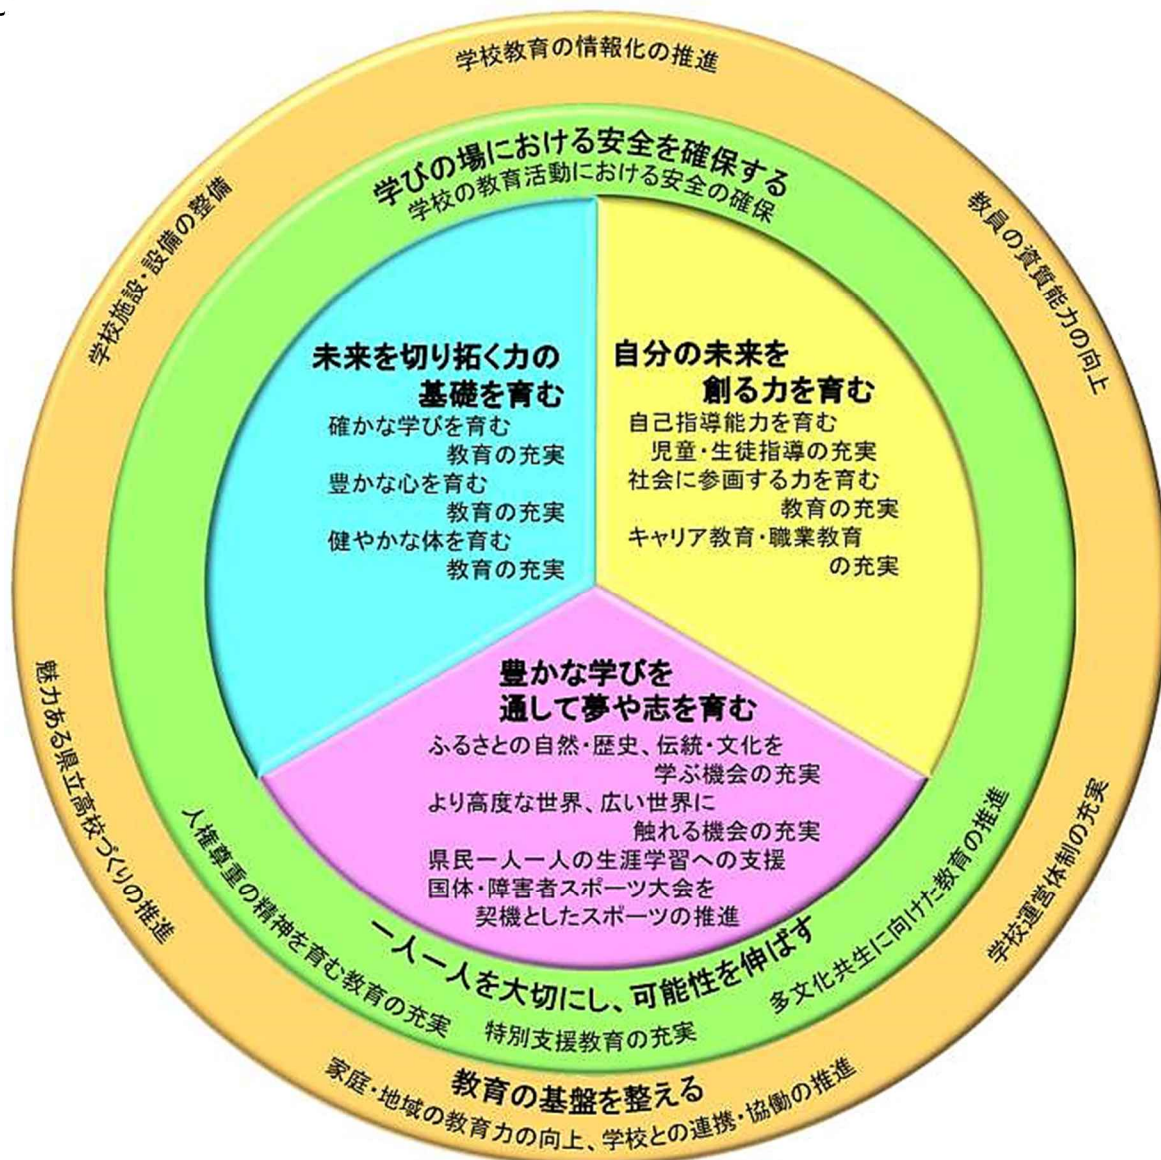 学校教育の情報化の推進
学びの場における安全を確保する
学校の教育活動における安全の確保
学校施設・設備の整備
教員の資質能力の向上
未来を切り拓く力の
基礎を育む
確かな学びを育む
教育の充実
豊かな心を育む
教育の充実
健やかな体を育む
教育の充実
自分の未来を
創る力を育む
自己指導能力を育む
児童・生徒指導の充実
社会に参画する力を育む
教育の充実
キャリア教育・職業教育
の充実
豊かな学びを
通して夢や志を育む
ふるさとの自然・歴史、伝統・文化を
学ぶ機会の充実
より高度な世界、広い世界に
触れる機会の充実
県民一人一人の生涯学習への支援
国体・障害者スポーツ大会を
契機としたスポーツの推進
魅力ある県立高校づくりの推進
学校運営体制の充実
一人一人を大切にし、可能性を伸ばす
人権尊重の精神を育む教育の充実
特別支援教育の充実
多文化共生に向けた教育の推進
教育の基盤を整える
家庭・地域の教育力の向上、学校との連携・協働の推進